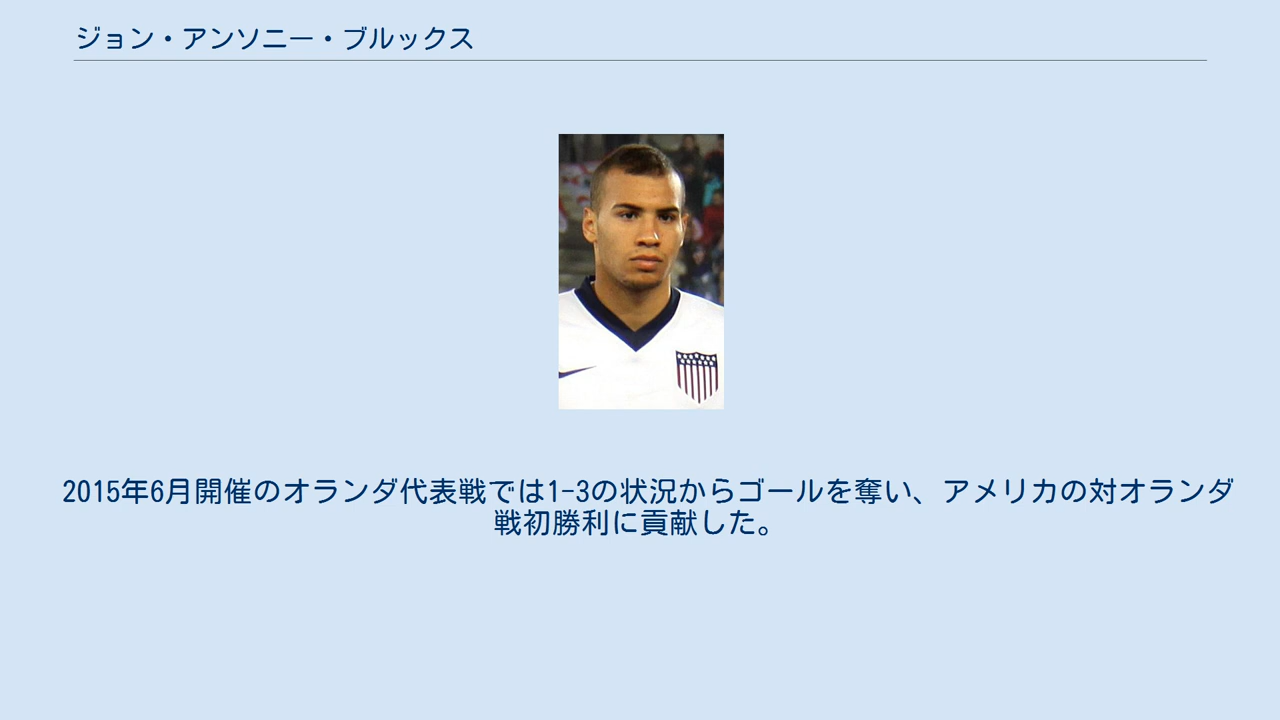 ジョン・アンソニー・ブルックス
2015年6月開催のオランダ代表戦では1-3の状況からゴールを奪い、アメリカの対オランダ
戦初勝利に貢献した。